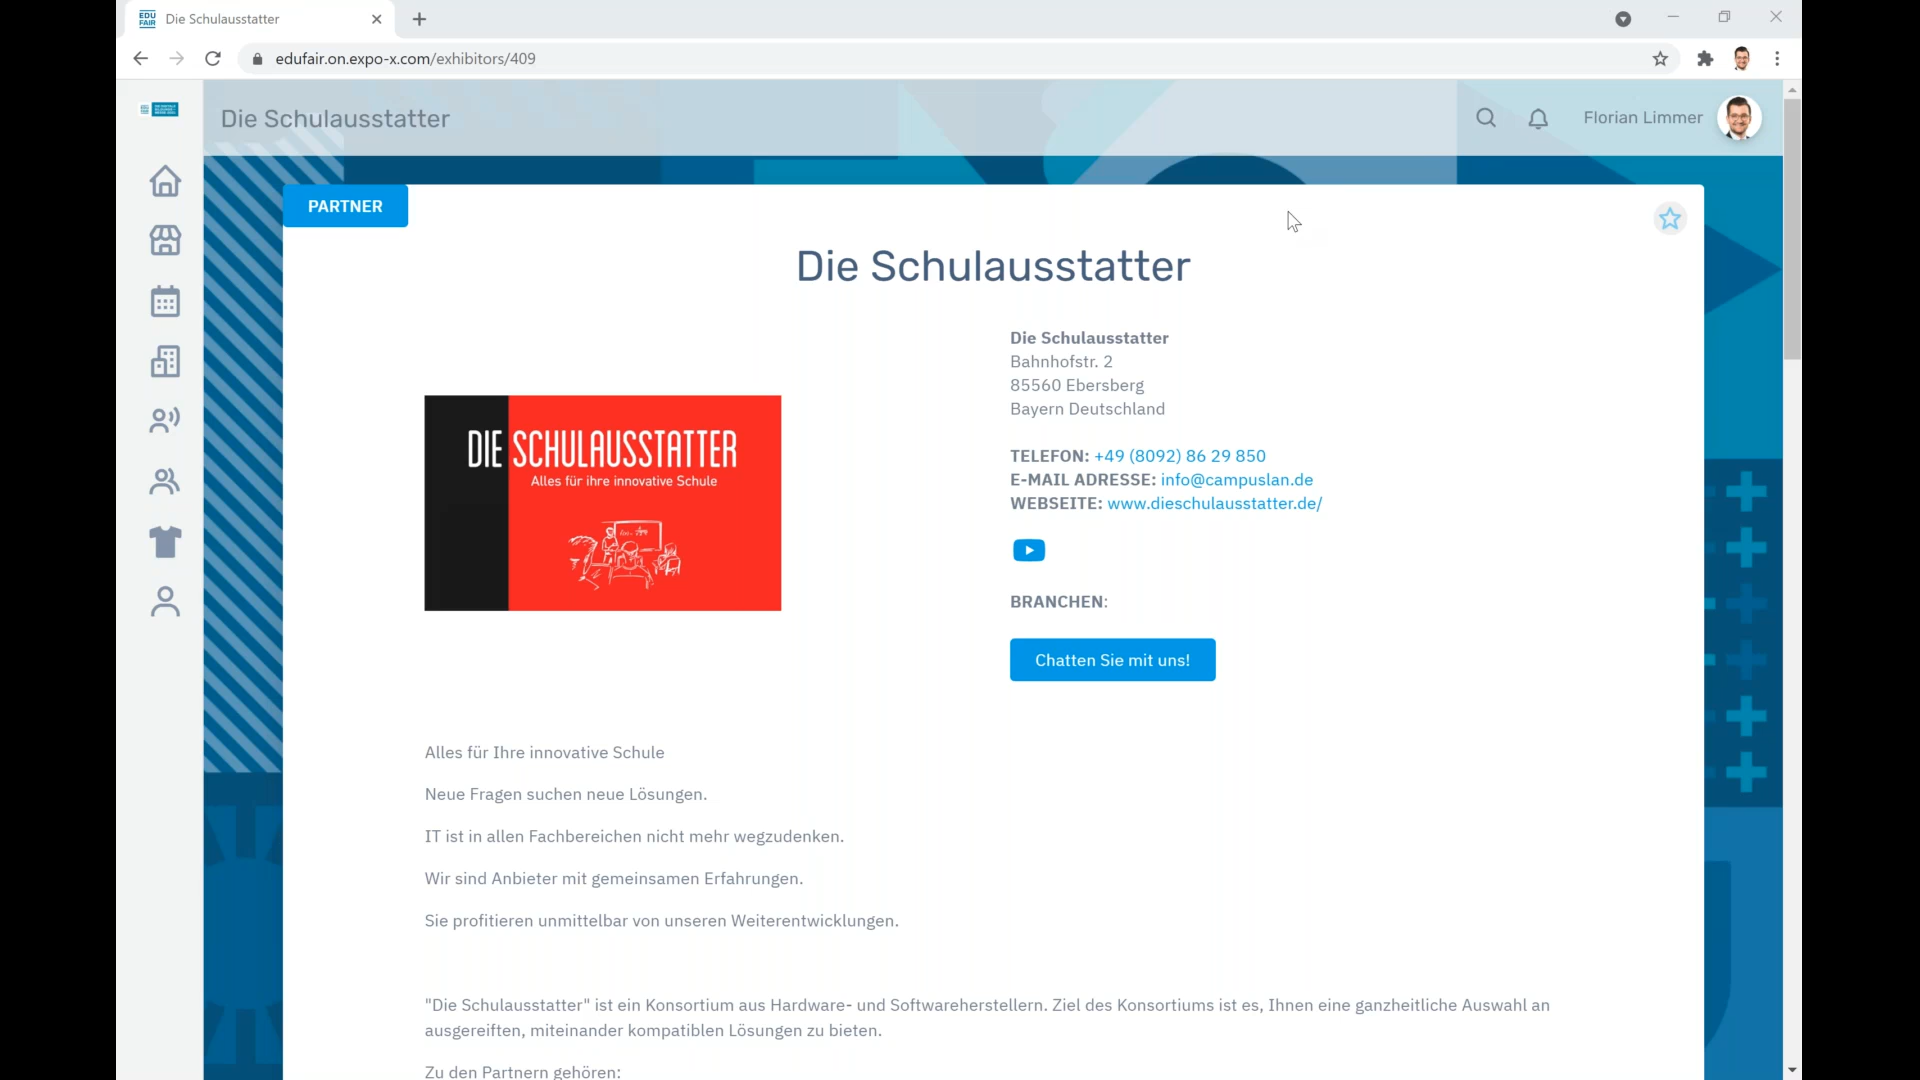 EDU
FAIR
Die Schulausstatter
edufair.on.expo-x.com/exhibitors/409
Die Schulausstatter
Florian Limmer
PARTNER
Die Schulausstatter
DIE SCHULAUSSTATTER
Alles für ihre innovative Schule
Die Schulausstatter
Bahnhofstr. 2
85560 Ebersberg
Bayern Deutschland
TELEFON: +49 (8092) 86 29 850
E-MAIL ADRESSE: info@campuslan.de
WEBSEITE: www.dieschulausstatter.de/
BRANCHEN:
Chatten Sie mit uns!
Alles für Ihre innovative Schule
Neue Fragen suchen neue Lösungen.
IT ist in allen Fachbereichen nicht mehr wegzudenken.
Wir sind Anbieter mit gemeinsamen Erfahrungen.
Sie profitieren unmittelbar von unseren Weiterentwicklungen.
"Die Schulausstatter" ist ein Konsortium aus Hardware- und Softwareherstellern. Ziel des Konsortiums ist es, Ihnen eine ganzheitliche Auswahl an
ausgereiften, miteinander kompatiblen Lösungen zu bieten.
Zu den Partnern gehören: